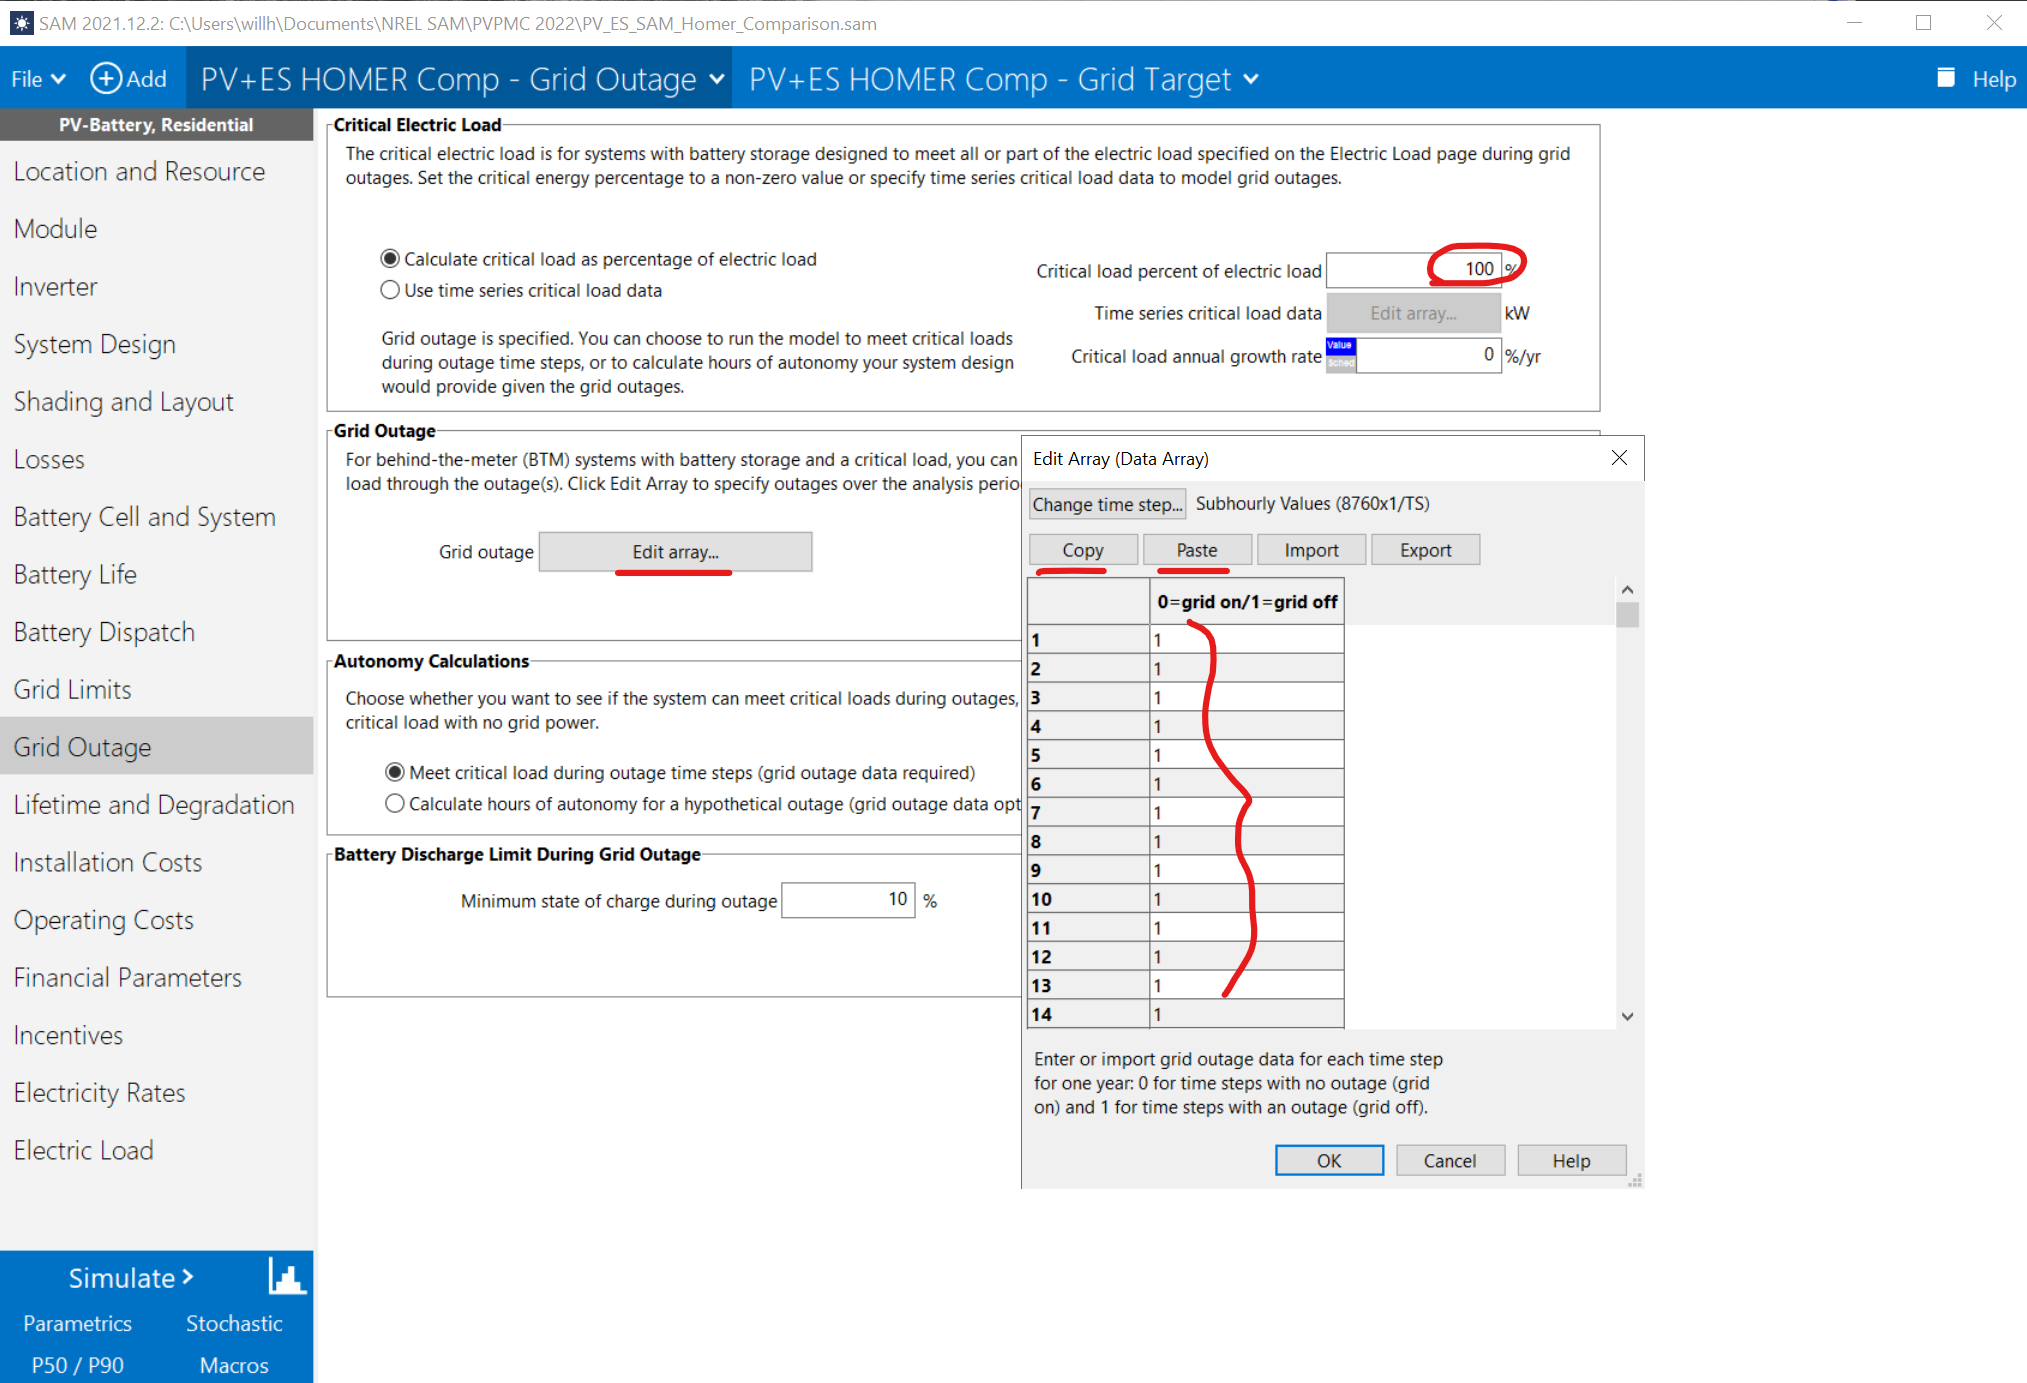 SAM 2021.12.2: C:\Users\willh\Documents\NREL SAM\PVPMC 2022\PV_ES_SAM_Homer_Comparison.sam
File
Add
PV+ES HOMER Comp - Grid Outage
PV+ES HOMER Comp - Grid Target
Help
PV-Battery, Residential
Location and Resource
Module
Inverter
System Design
Shading and Layout
Losses
Battery Cell and System
Battery Life
Battery Dispatch
Grid Limits
Grid Outage
Lifetime and Degradation
Installation Costs
Operating Costs
Financial Parameters
Incentives
Electricity Rates
Electric Load
Simulate >
Parametrics
Stochastic
P50 / P90
Macros
Critical Electric Load
The critical electric load is for systems with battery storage designed to meet all or part of the electric load specified on the Electric Load page during grid
outages. Set the critical energy percentage to a non-zero value or specify time series critical load data to model grid outages.
Calculate critical load as percentage of electric load
Use time series critical load data
Grid outage is specified. You can choose to run the model to meet critical loads
during outage time steps, or to calculate hours of autonomy your system design
would provide given the grid outages.
Critical load percent of electric load 100 %
Time series critical load data Edit array... kW
Critical load annual growth rate Value Sched 0 %/yr
Grid Outage
For behind-the-meter (BTM) systems with battery storage and a critical load, you can
load through the outage(s). Click Edit Array to specify outages over the analysis perio
Grid outage Edit array...
Autonomy Calculations
Choose whether you want to see if the system can meet critical loads during outages,
critical load with no grid power.
Meet critical load during outage time steps (grid outage data required)
Calculate hours of autonomy for a hypothetical outage (grid outage data opt
Battery Discharge Limit During Grid Outage
Minimum state of charge during outage 10 %
Edit Array (Data Array)
Change time step... Subhourly Values (8760x1/TS)
Copy Paste Import Export
0=grid on/1=grid off
1 1
2 1
3 1
4 1
5 1
6 1
7 1
8 1
9 1
10 1
11 1
12 1
13 1
14 1
Enter or import grid outage data for each time step
for one year: 0 for time steps with no outage (grid
on) and 1 for time steps with an outage (grid off).
OK Cancel Help